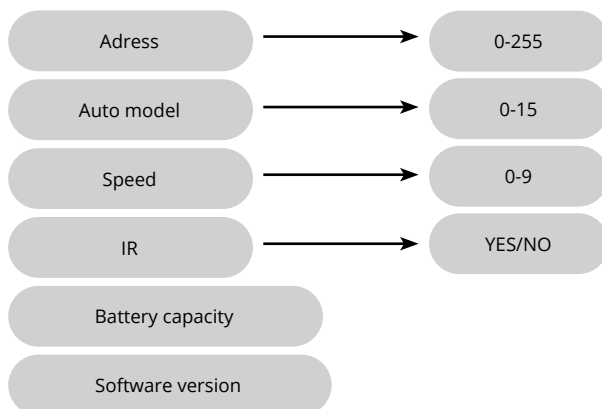 Adress 0-255
Auto model 0-15
Speed 0-9
IR YES/NO
Battery capacity
Software version